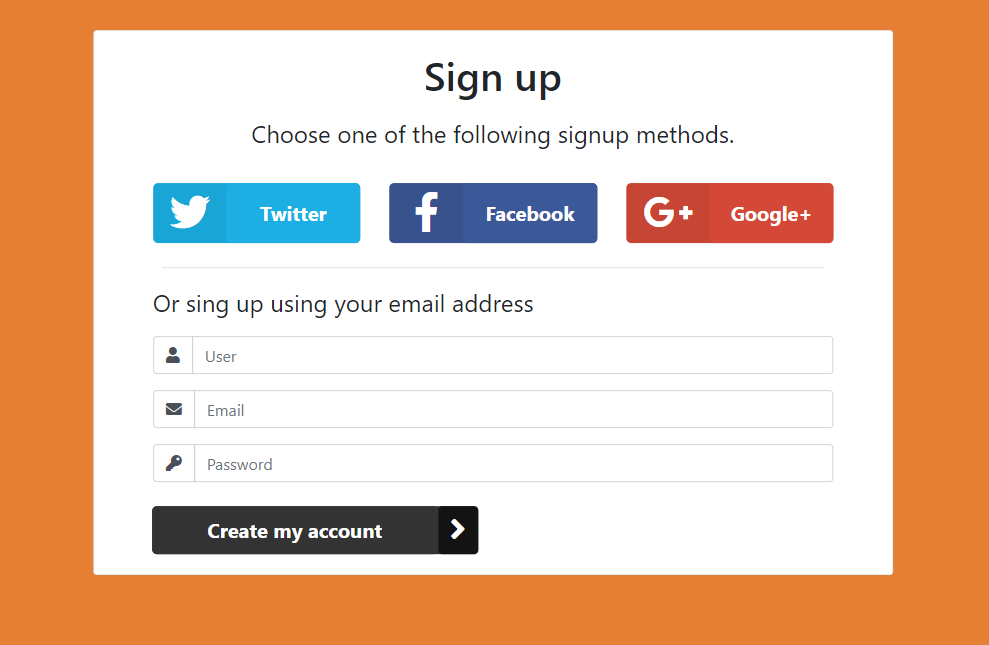 Sign up
Choose one of the following signup methods.
Twitter
Facebook
Google+
Or sing up using your email address
User
Email
Password
Create my account